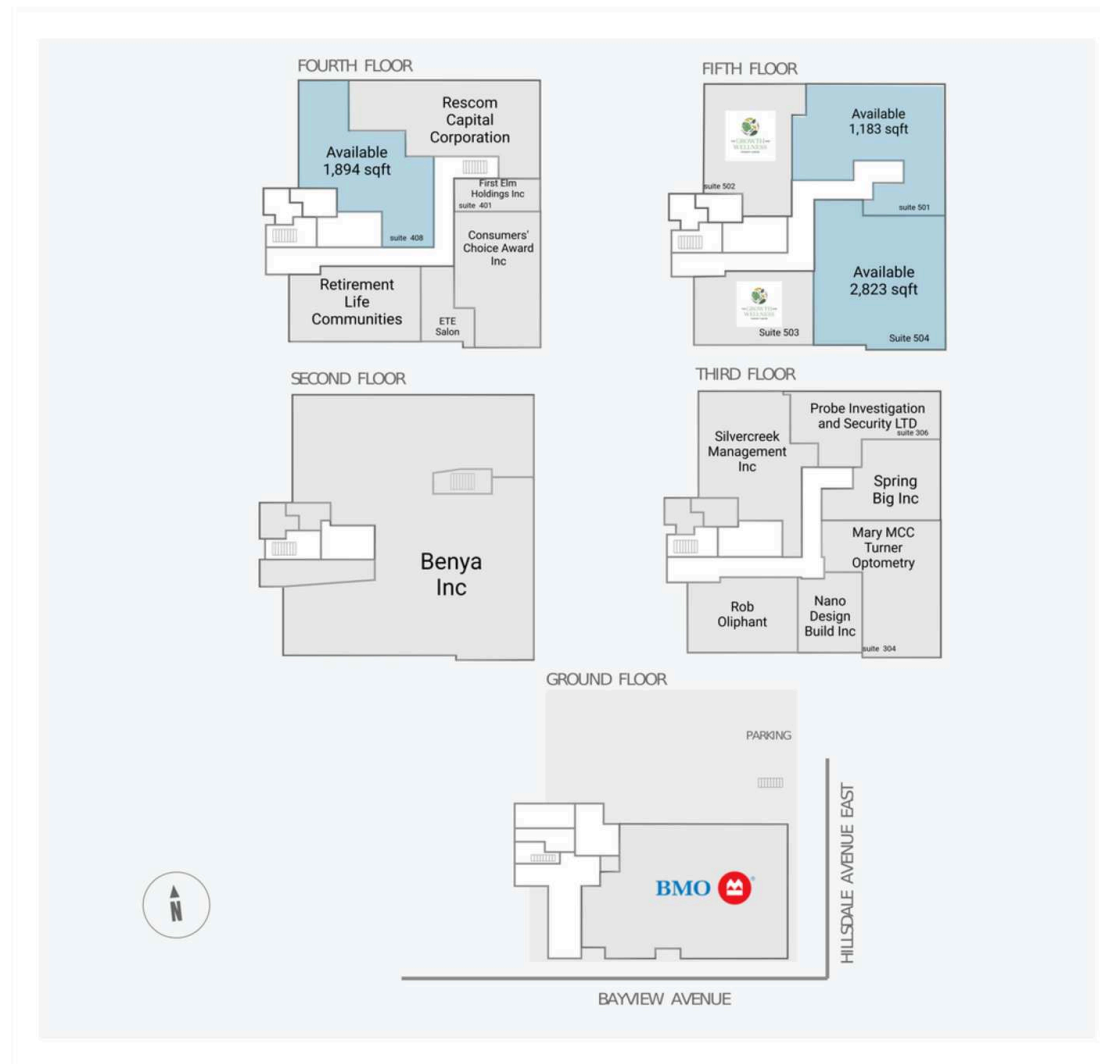 FOURTH FLOOR
Rescom
Capital
Corporation
Available
1,894 sqft
First Elm
Holdings Inc
suite 401
suite 408
Consumers'
Choice Award
Inc
Retirement
Life
Communities
ETE
Salon
FIFTH FLOOR
GROWTH
WELLNESS
suite 502
Available
1,183 sqft
suite 501
Available
2,823 sqft
GROWTH
WELLNESS
Suite 503
Suite 504
SECOND FLOOR
Benya
Inc
THIRD FLOOR
Silvercreek
Management
Inc
Probe Investigation
and Security LTD
suite 306
Spring
Big Inc
Mary MCC
Turner
Optometry
Rob
Oliphant
Nano
Design
Build Inc
suite 304
GROUND FLOOR
PARKING
BMO
HILLSDALE AVENUE EAST
N
BAYVIEW AVENUE